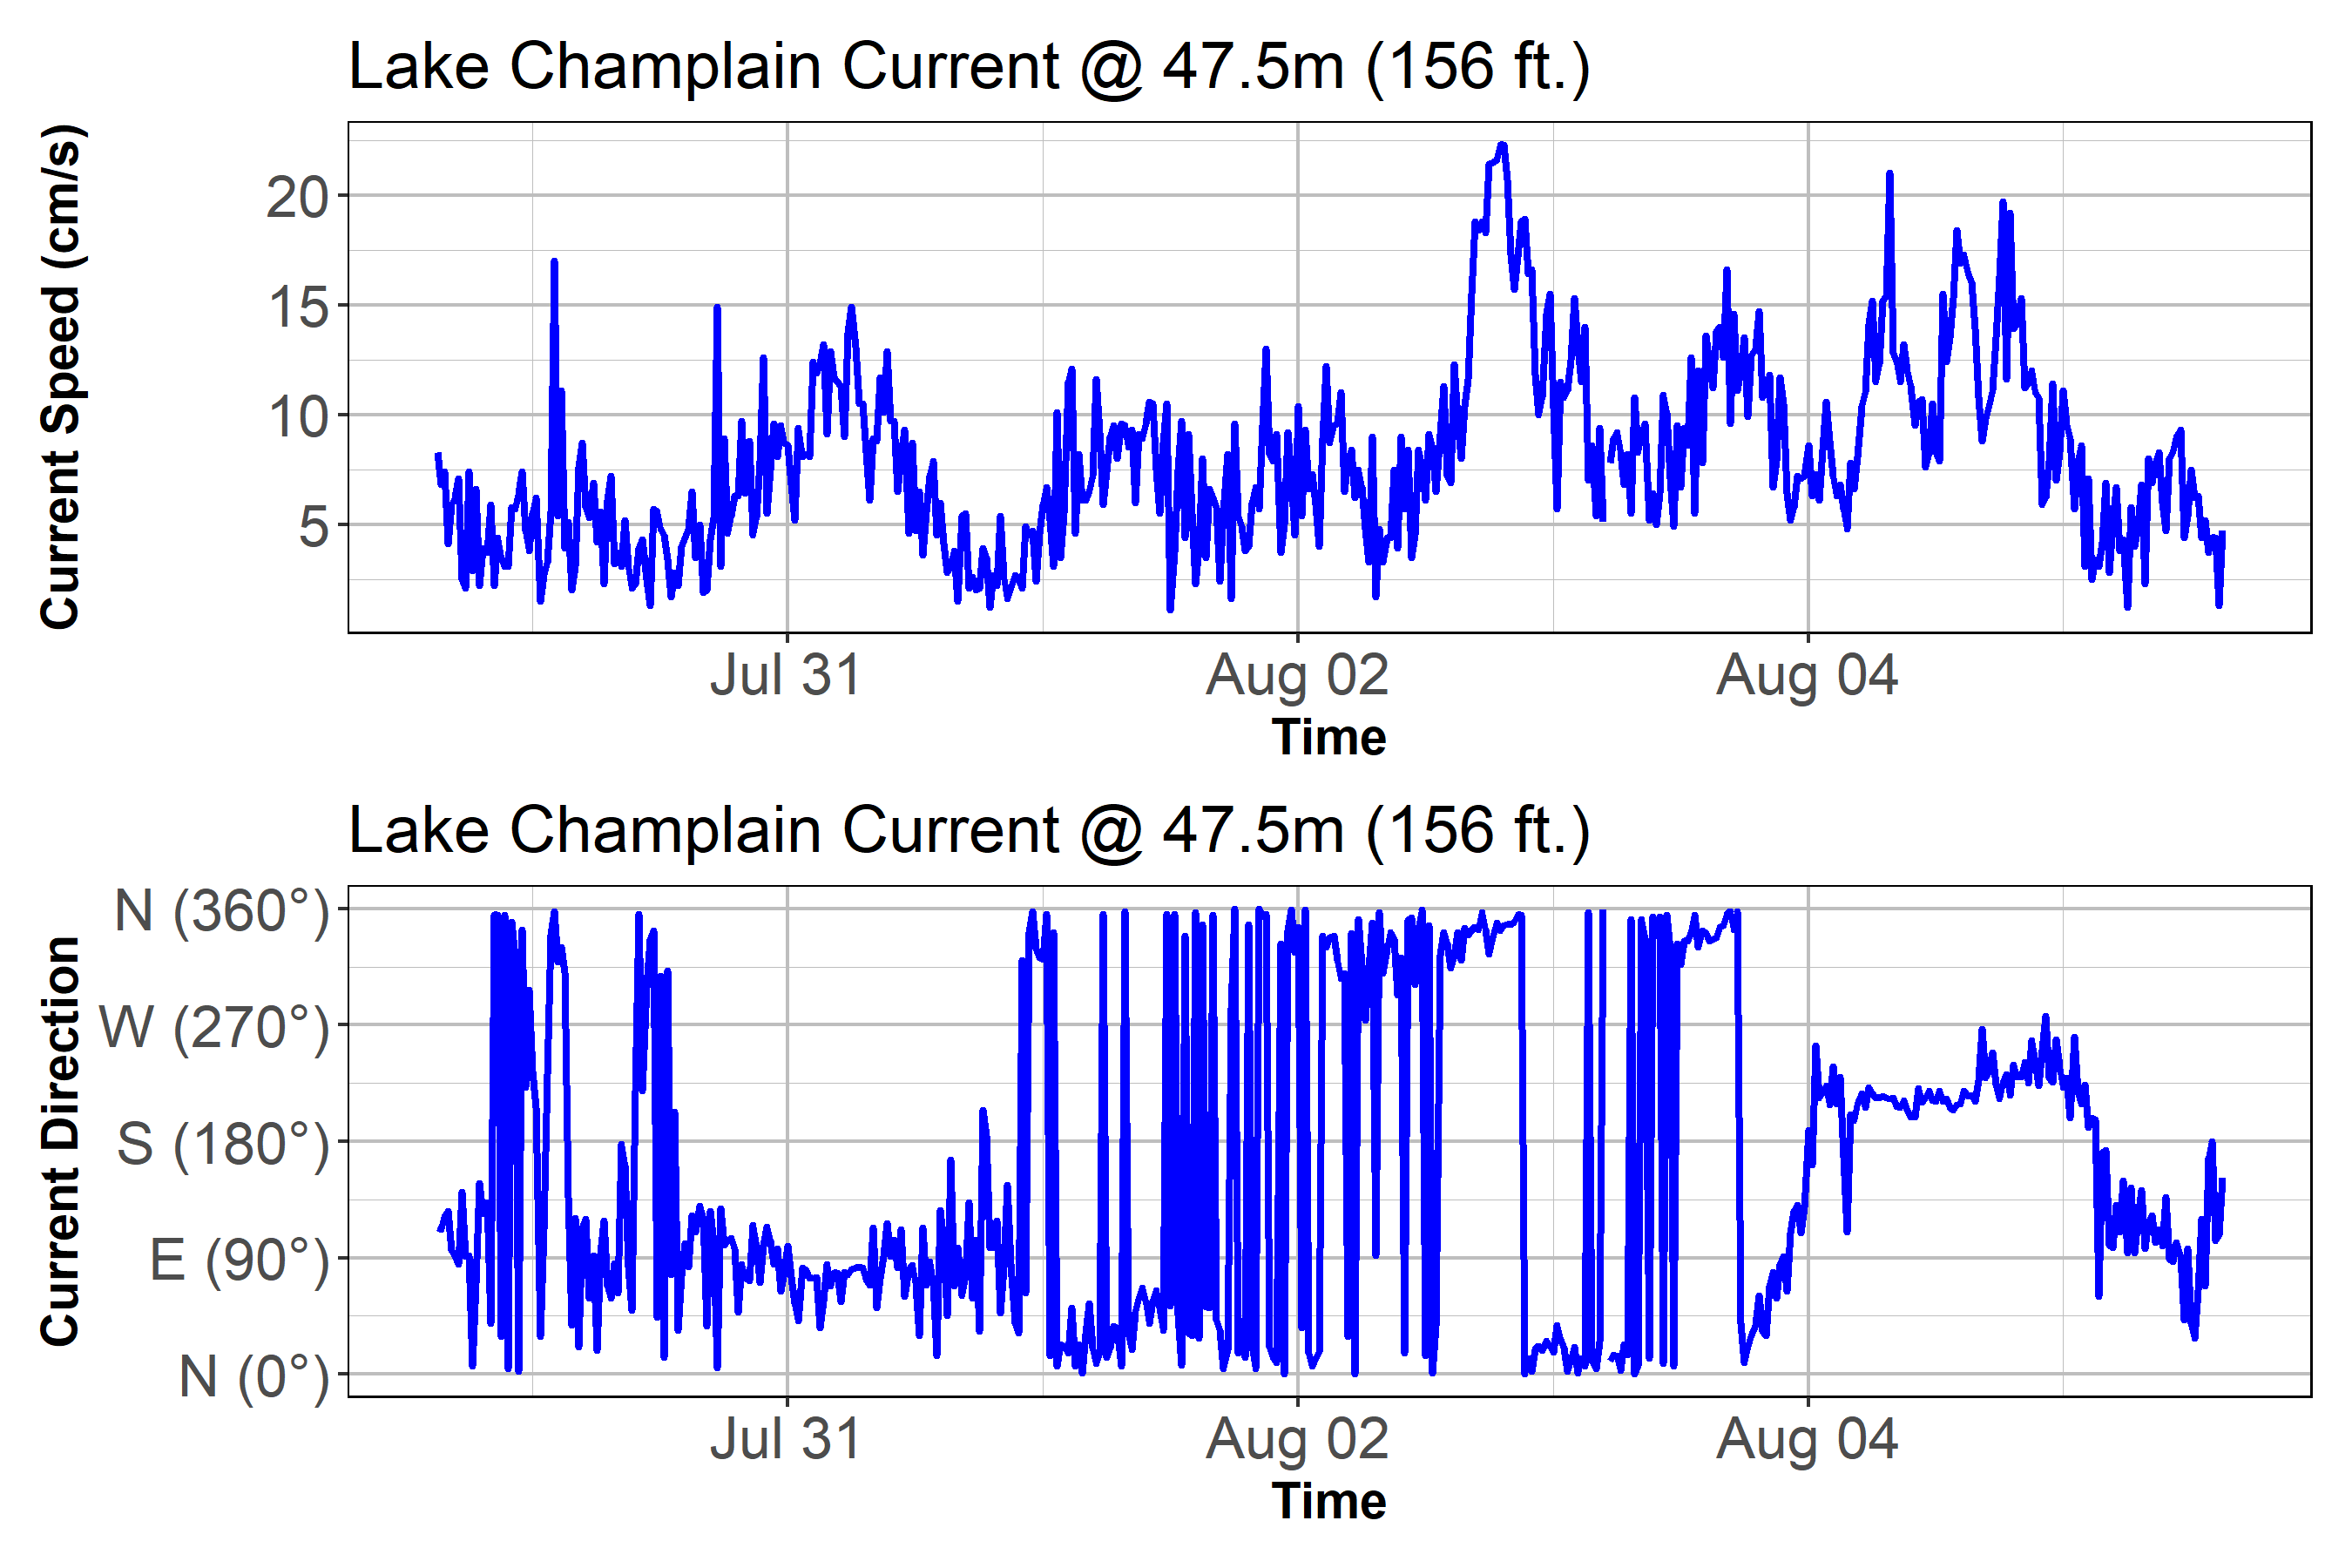 Lake Champlain Current @ 47.5m (156 ft.)
Current Speed (cm/s)
20
15
10
5
Jul 31
Aug 02
Aug 04
Time
Lake Champlain Current @ 47.5m (156 ft.)
Current Direction
N (360°)
W (270°)
S (180°)
E (90°)
N (0°)
Jul 31
Aug 02
Aug 04
Time